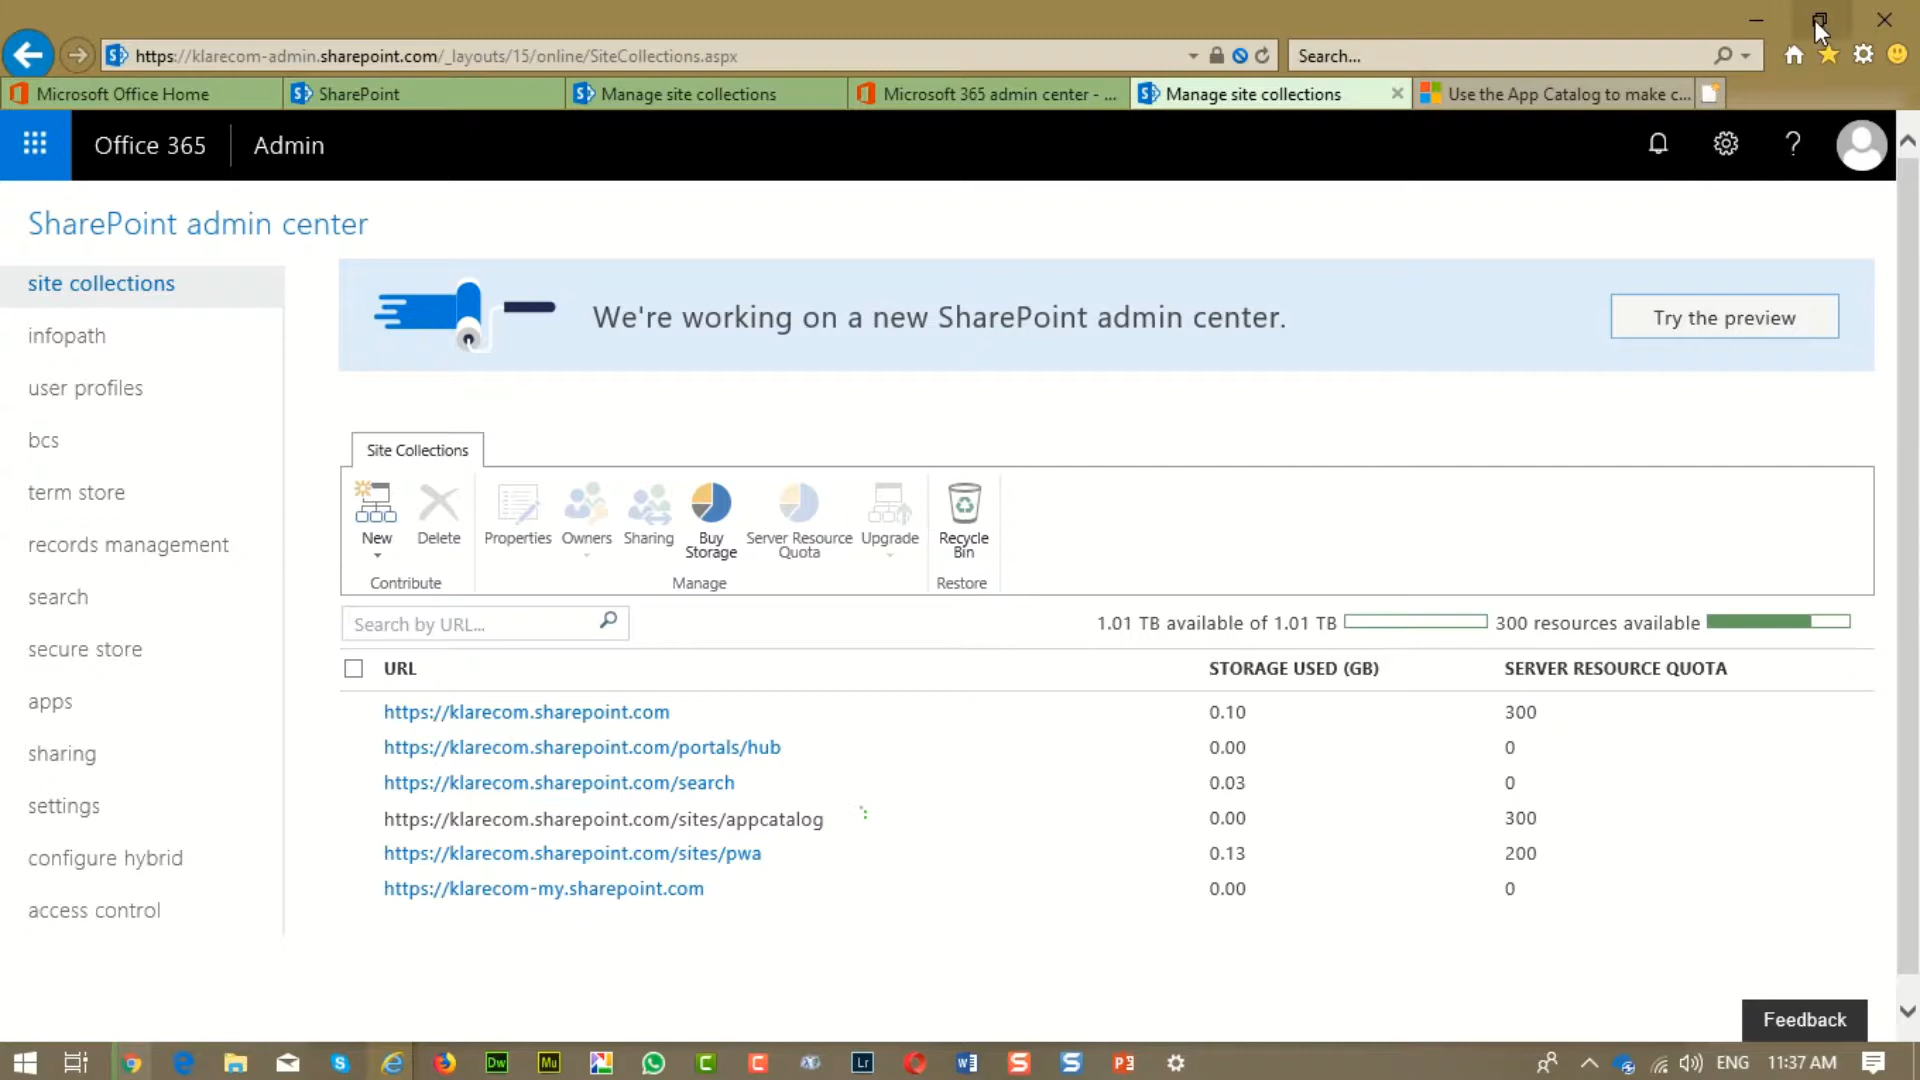 https://klarecom-admin.sharepoint.com/_layouts/15/online/SiteCollections.aspx
Search...
Microsoft Office Home
SharePoint
Manage site collections
Microsoft 365 admin center - ...
Manage site collections
Use the App Catalog to make c...
Office 365
Admin
SharePoint admin center
site collections
infopath
user profiles
bcs
term store
records management
search
secure store
apps
sharing
settings
configure hybrid
access control
We're working on a new SharePoint admin center.
Try the preview
Site Collections
New
Delete
Properties
Owners
Sharing
Buy Storage
Server Resource Quota
Upgrade
Recycle Bin
Contribute
Manage
Restore
Search by URL...
1.01 TB available of 1.01 TB
300 resources available
URL STORAGE USED (GB) SERVER RESOURCE QUOTA
https://klarecom.sharepoint.com 0.10 300
https://klarecom.sharepoint.com/portals/hub 0.00 0
https://klarecom.sharepoint.com/search 0.03 0
https://klarecom.sharepoint.com/sites/appcatalog 0.00 300
https://klarecom.sharepoint.com/sites/pwa 0.13 200
https://klarecom-my.sharepoint.com 0.00 0
Feedback
Dw
Mu
Lr
ENG
11:37 AM